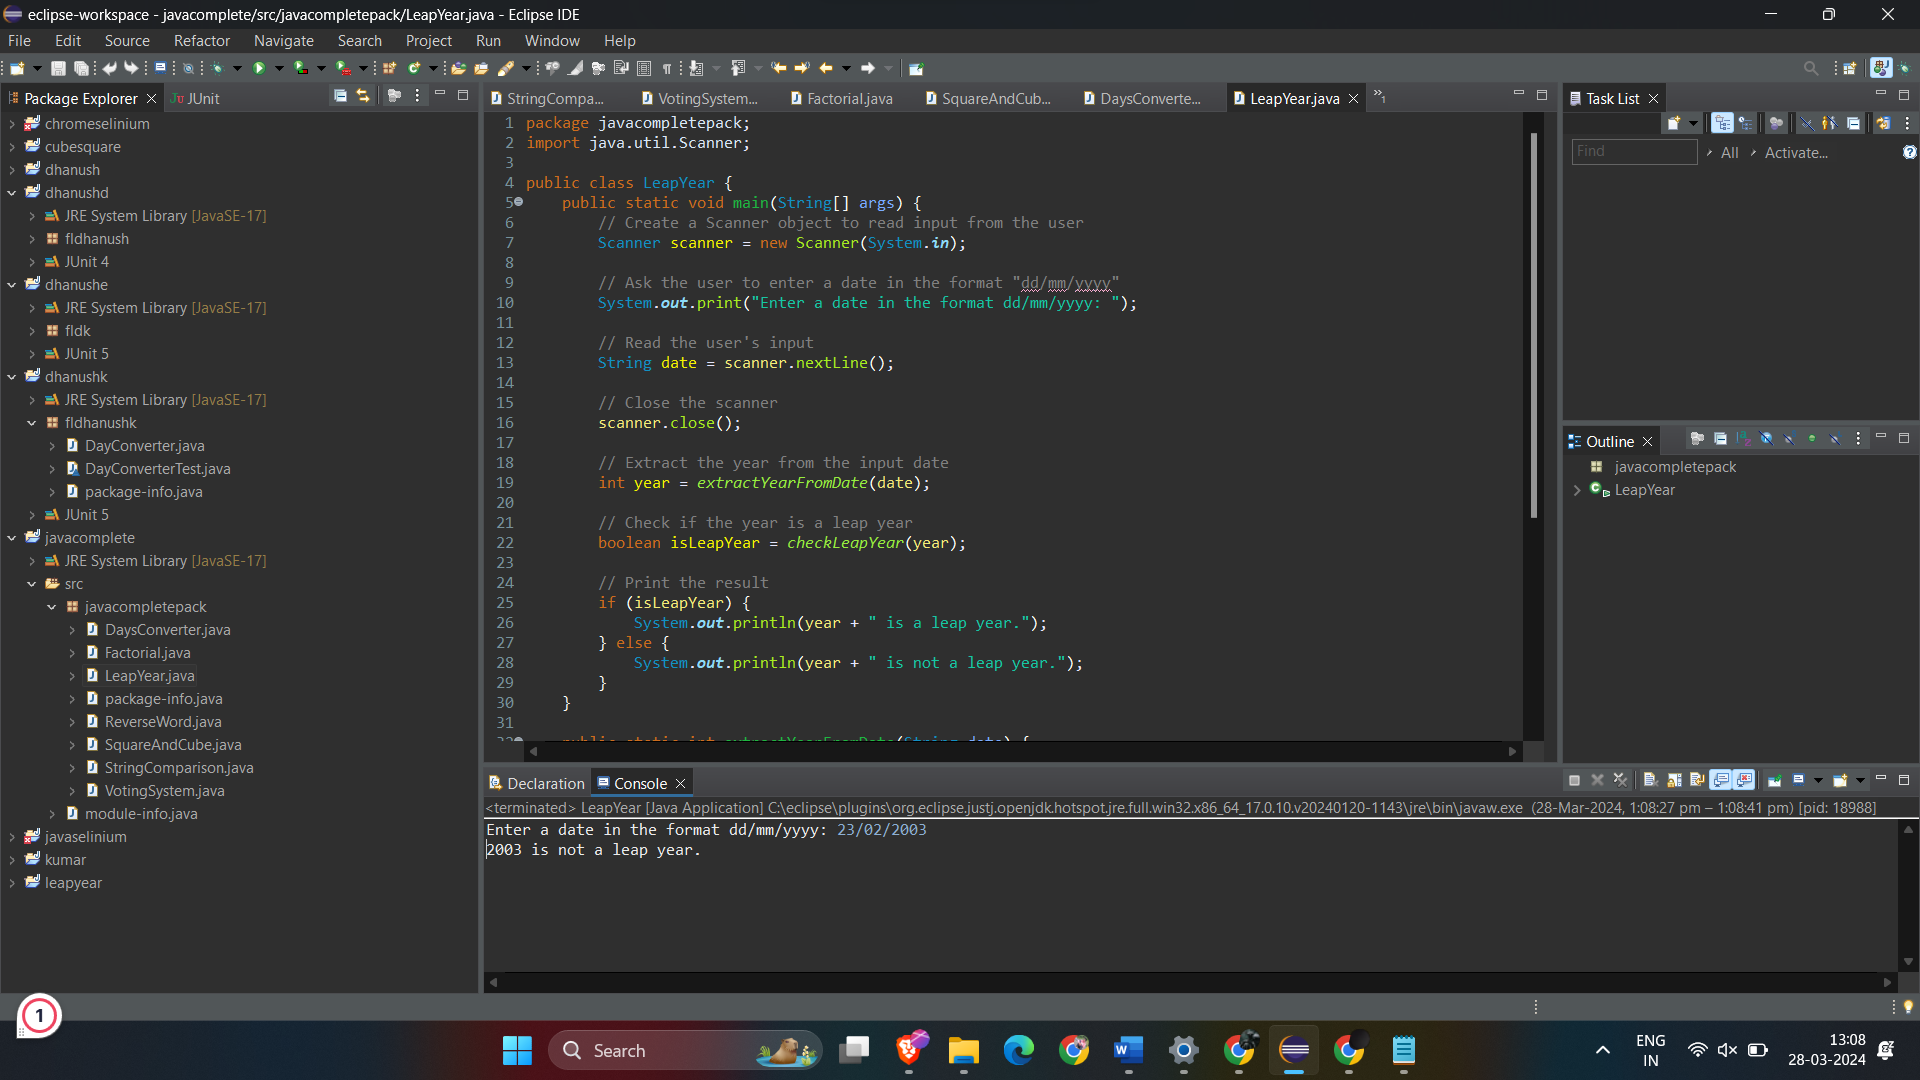 eclipse-workspace - javacomplete/src/javacompletepack/LeapYear.java - Eclipse IDE
File Edit Source Refactor Navigate Search Project Run Window Help
Package Explorer
JUnit
chromeselinium
cubesquare
dhanush
dhanushd
JRE System Library [JavaSE-17]
fldhanush
JUnit 4
dhanushe
JRE System Library [JavaSE-17]
fldk
JUnit 5
dhanushk
JRE System Library [JavaSE-17]
fldhanushk
DayConverter.java
DayConverterTest.java
package-info.java
JUnit 5
javacomplete
JRE System Library [JavaSE-17]
src
javacompletepack
DaysConverter.java
Factorial.java
LeapYear.java
package-info.java
ReverseWord.java
SquareAndCube.java
StringComparison.java
VotingSystem.java
module-info.java
javaselinium
kumar
leapyear
StringCompa... VotingSystem... Factorial.java SquareAndCub... DaysConverte... LeapYear.java »1
1 package javacompletepack;
2 import java.util.Scanner;
3
4 public class LeapYear {
5 public static void main(String[] args) {
6 // Create a Scanner object to read input from the user
7 Scanner scanner = new Scanner(System.in);
8
9 // Ask the user to enter a date in the format "dd/mm/yyyy"
10 System.out.print("Enter a date in the format dd/mm/yyyy: ");
11
12 // Read the user's input
13 String date = scanner.nextLine();
14
15 // Close the scanner
16 scanner.close();
17
18 // Extract the year from the input date
19 int year = extractYearFromDate(date);
20
21 // Check if the year is a leap year
22 boolean isLeapYear = checkLeapYear(year);
23
24 // Print the result
25 if (isLeapYear) {
26 System.out.println(year + " is a leap year.");
27 } else {
28 System.out.println(year + " is not a leap year.");
29 }
30 }
31
32 public static int extractYearFromDate(String date) {
Task List
Find All Activate...
Outline
javacompletepack
LeapYear
Declaration Console
<terminated> LeapYear [Java Application] C:\eclipse\plugins\org.eclipse.justj.openjdk.hotspot.jre.full.win32.x86_64_17.0.10.v20240120-1143\jre\bin\javaw.exe (28-Mar-2024, 1:08:27 pm – 1:08:41 pm) [pid: 18988]
Enter a date in the format dd/mm/yyyy: 23/02/2003
2003 is not a leap year.
1
Search
ENG
IN
13:08
28-03-2024